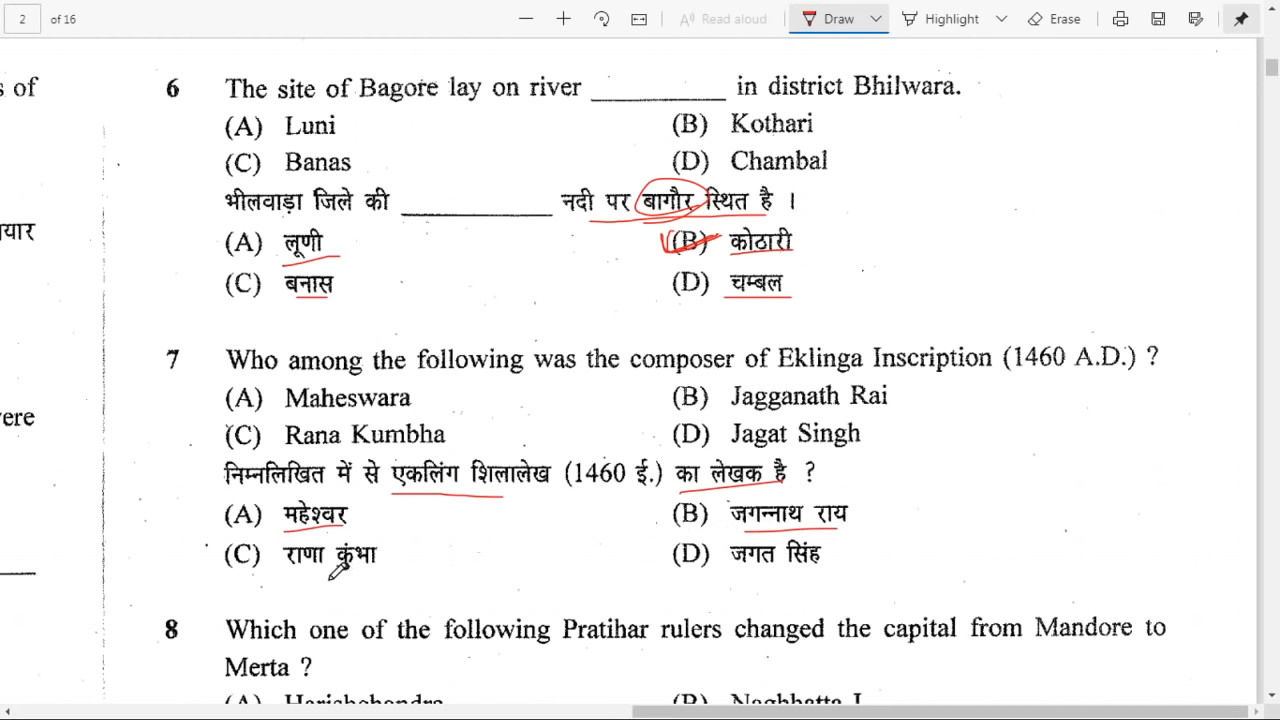 2 of 16 Read aloud Draw Highlight Erase
s of
6 The site of Bagore lay on river __________ in district Bhilwara.
(A) Luni (B) Kothari
(C) Banas (D) Chambal
भीलवाड़ा जिले की __________ नदी पर बागौर स्थित है ।
यार
(A) लूणी (B) कोठारी
(C) बनास (D) चम्बल
7 Who among the following was the composer of Eklinga Inscription (1460 A.D.) ?
(A) Maheswara (B) Jagganath Rai
ere
(C) Rana Kumbha (D) Jagat Singh
निम्नलिखित में से एकलिंग शिलालेख (1460 ई.) का लेखक है ?
(A) महेश्वर (B) जगन्नाथ राय
(C) राणा कुंभा (D) जगत सिंह
8 Which one of the following Pratihar rulers changed the capital from Mandore to
Merta ?
(A) Harishchandra (B) Naghbatta I